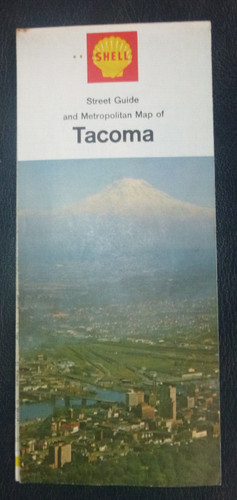 SHELL
Street Guide
and Metropolitan Map of
Tacoma